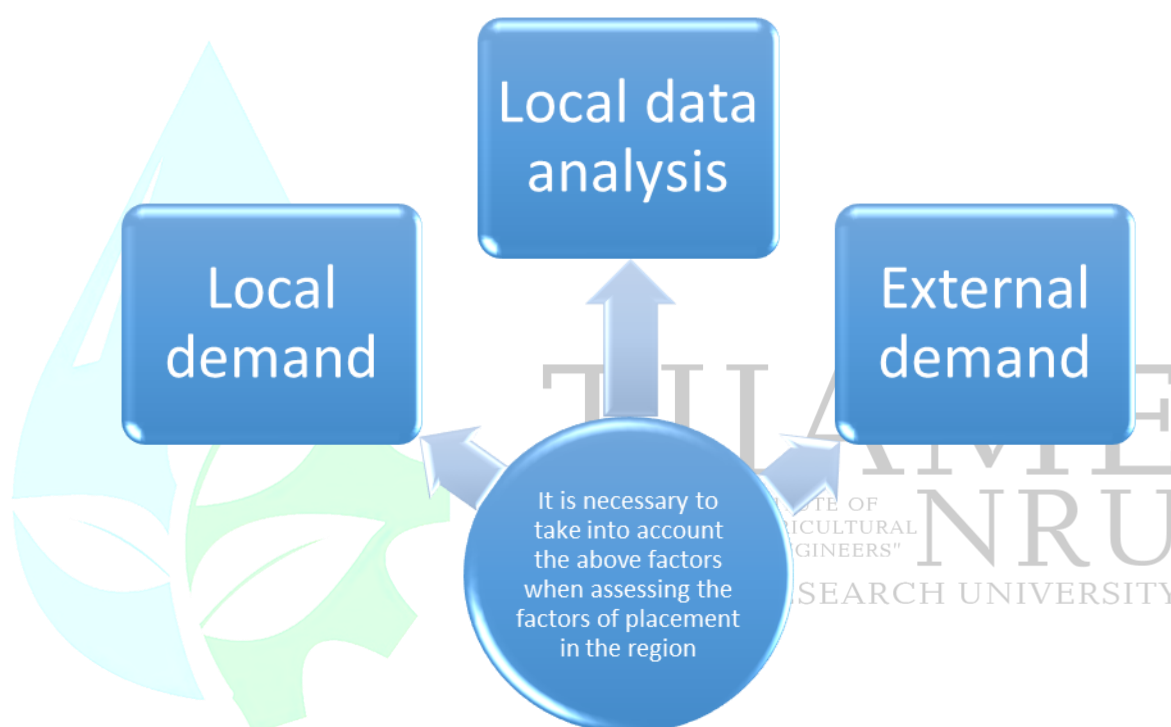 Local data
analysis
Local
demand
External
demand
It is necessary to
take into account
the above factors
when assessing the
factors of placement
in the region
OF
NRU
UNIVERSITY